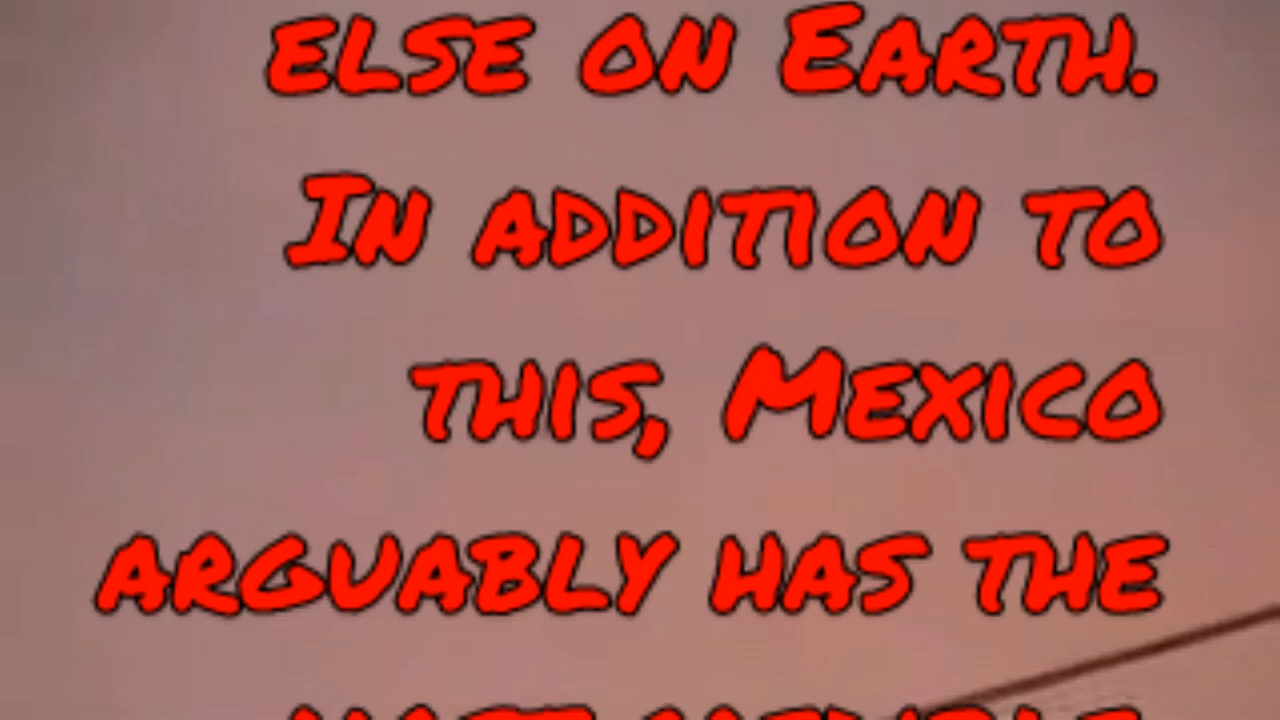 else on Earth.
In addition to
this, Mexico
arguably has the